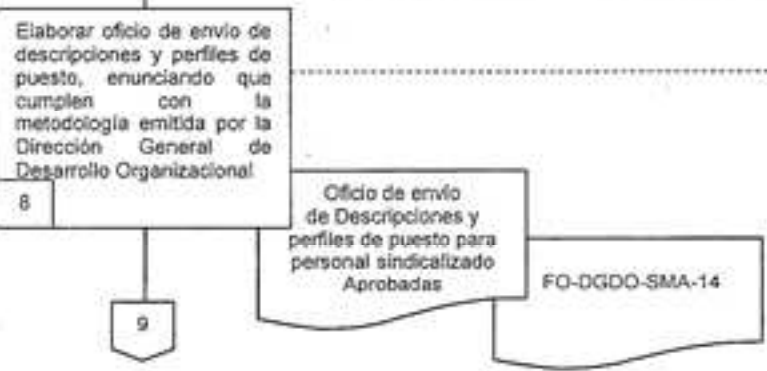 Elaborar oficio de envío de
descripciones y perfiles de
puesto, enunciando que
cumplen con la
metodología emitida por la
Dirección General de
Desarrollo Organizacional
8
Oficio de envío
de Descripciones y
perfiles de puesto para
personal sindicalizado
Aprobadas
FO-DGDO-SMA-14
9